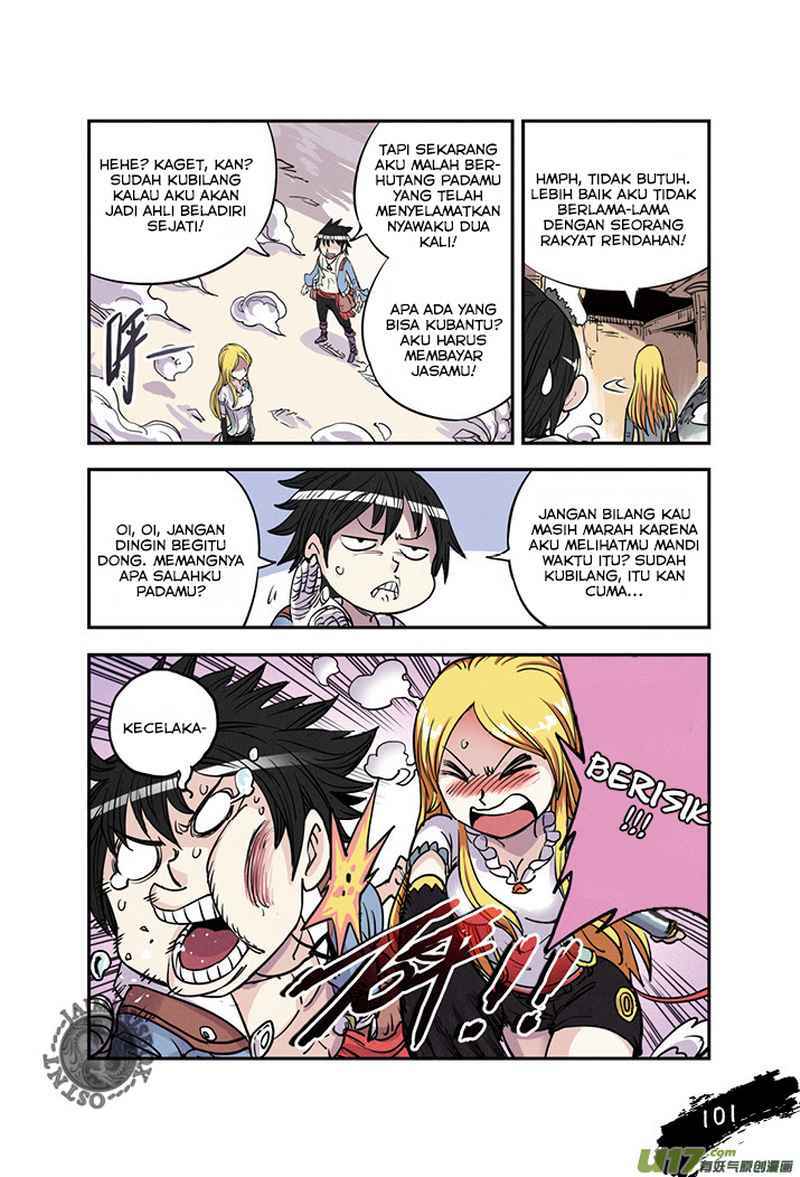 HEHE? KAGET, KAN?
SUDAH KUBILANG
KALAU AKU AKAN
JADI AHLI BELADIRI
SEJATI!
TAPI SEKARANG
AKU MALAH BER-
HUTANG PADAMU
YANG TELAH
MENYELAMATKAN
NYAWAKU DUA
KALI!
APA ADA YANG
BISA KUBANTU?
AKU HARUS
MEMBAYAR
JASAMU!
呼
HMPH, TIDAK BUTUH.
LEBIH BAIK AKU TIDAK
BERLAMA-LAMA
DENGAN SEORANG
RAKYAT RENDAHAN!
OI, OI, JANGAN
DINGIN BEGITU
DONG. MEMANGNYA
APA SALAHKU
PADAMU?
JANGAN BILANG KAU
MASIH MARAH KARENA
AKU MELIHATMU MANDI
WAKTU ITU? SUDAH
KUBILANG, ITU KAN
CUMA...
KECELAKA-
BERISIK
!!!
砰!!
101
U17.com
有妖气原创漫画